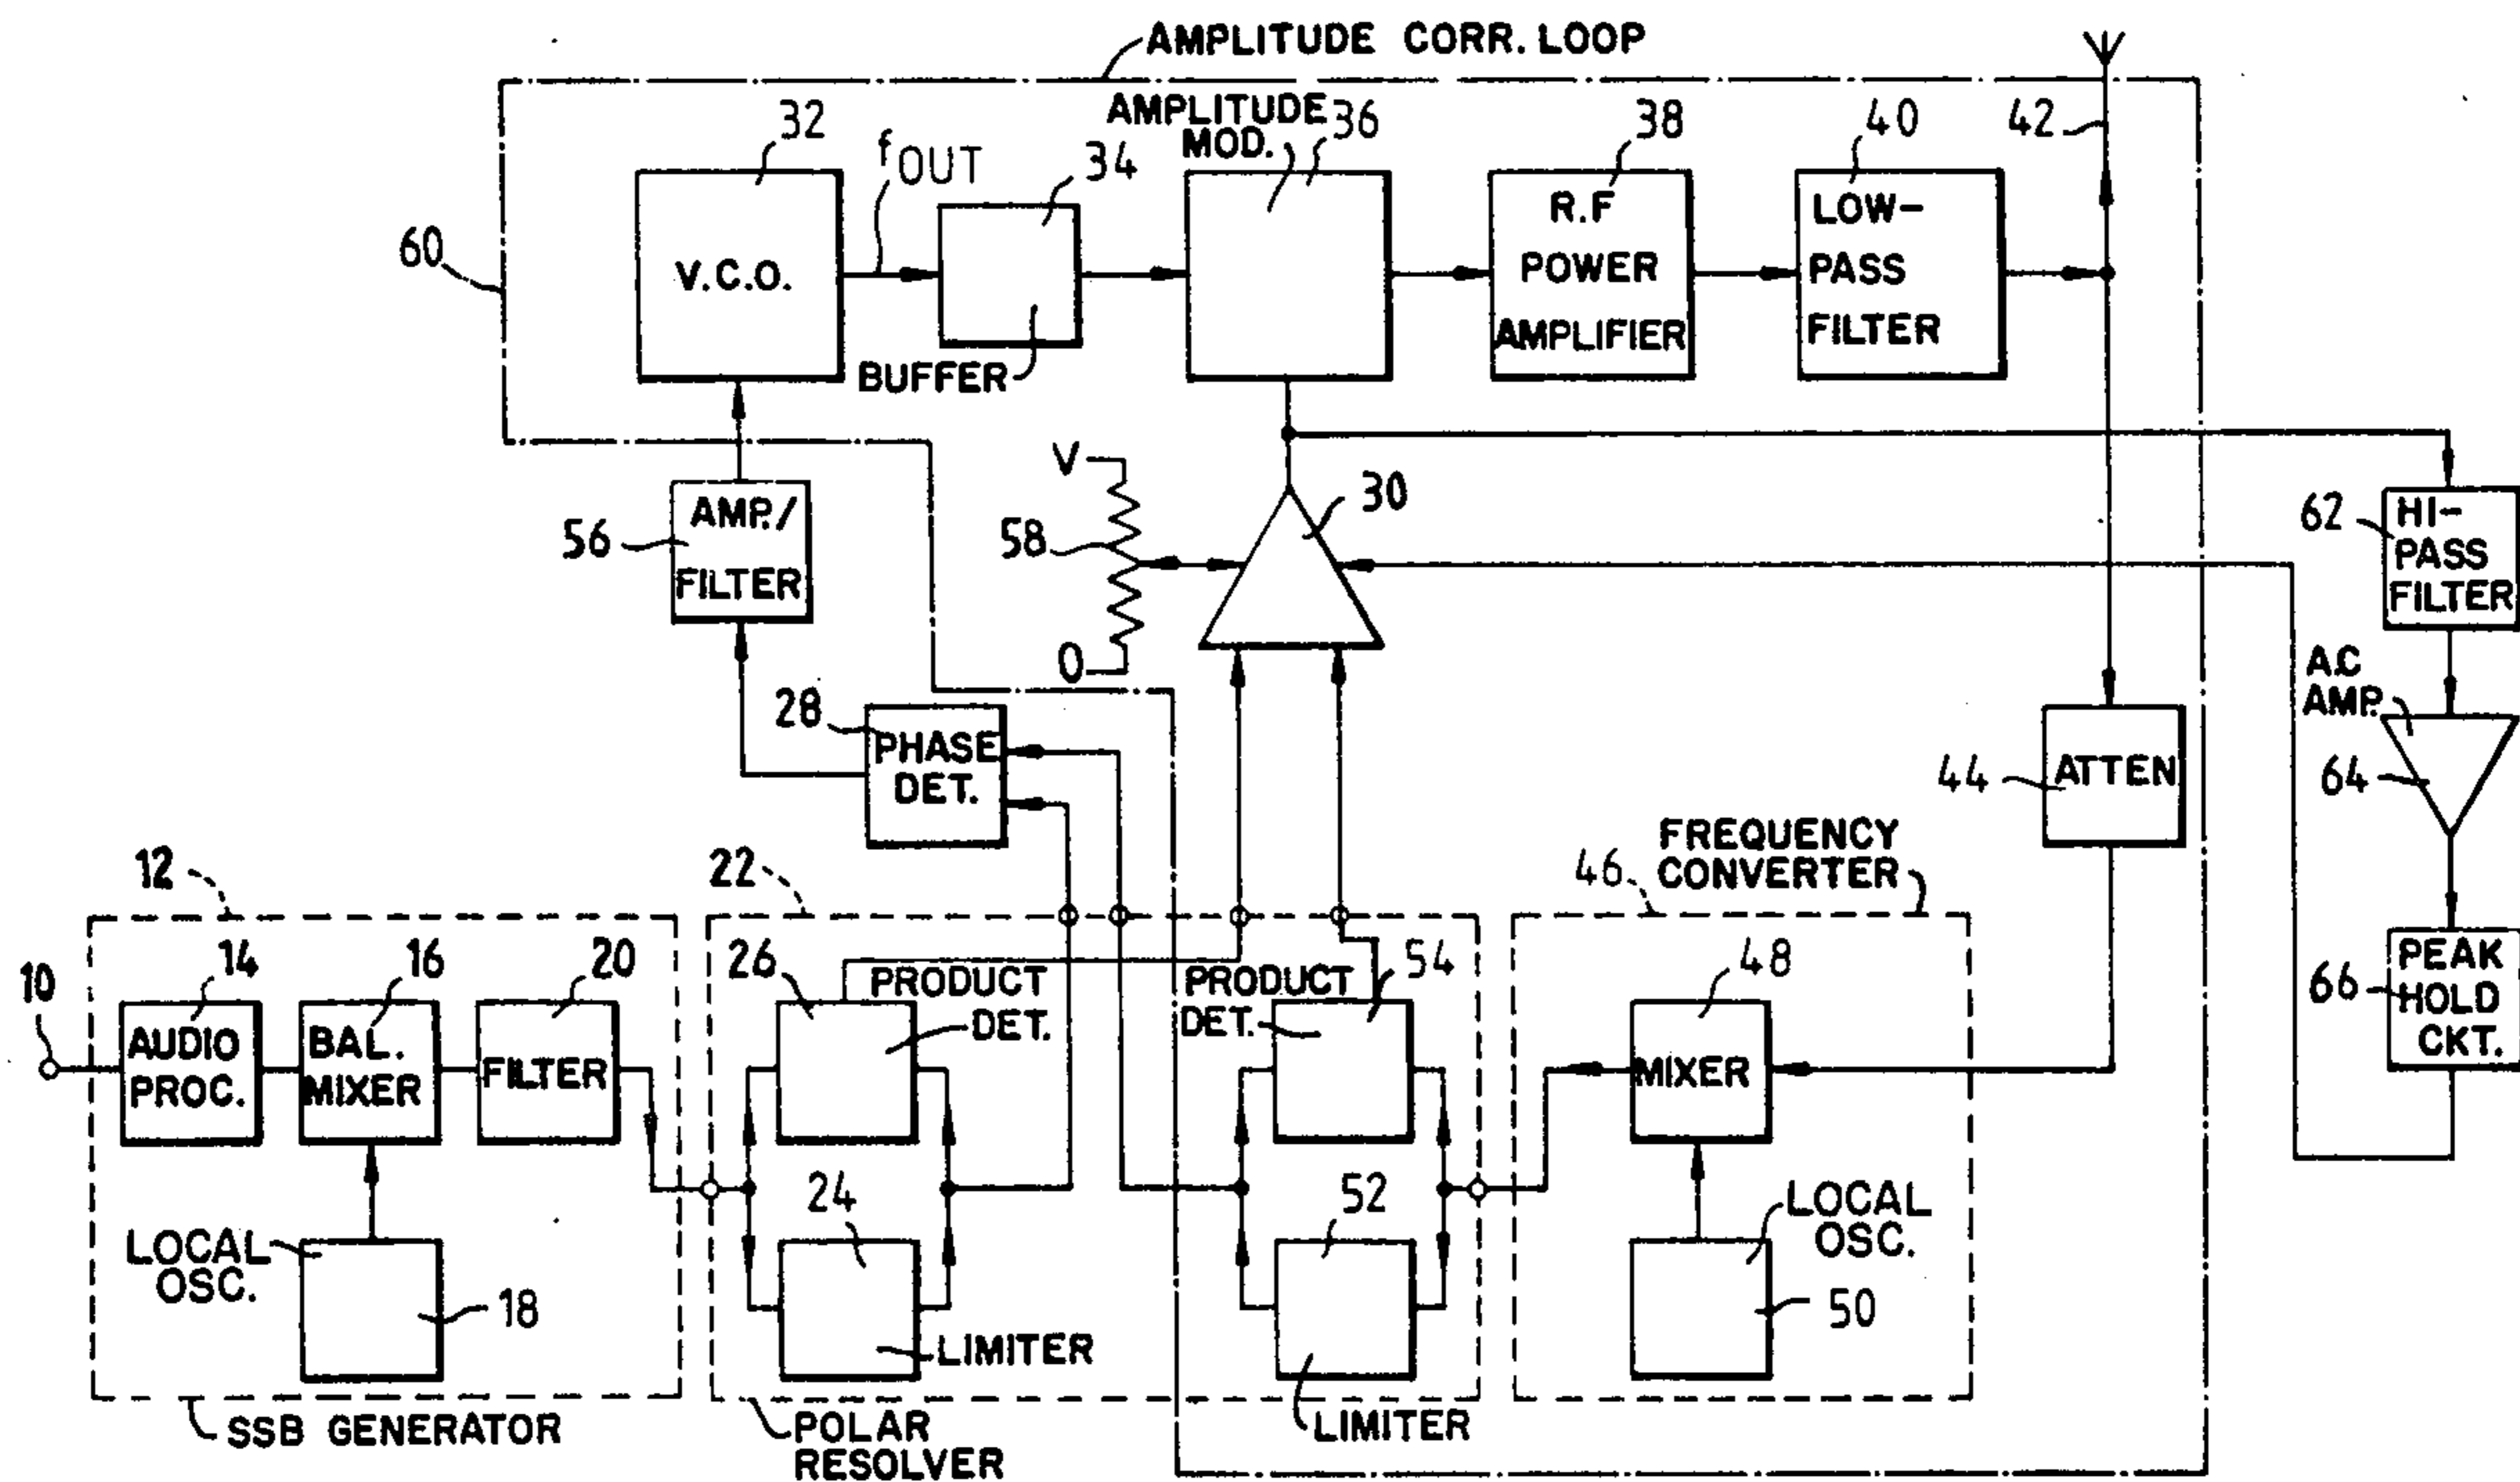 AMPLITUDE CORR. LOOP
60
32
V.C.O.
fOUT
34
BUFFER
AMPLITUDE
MOD.
36
38
R.F
POWER
AMPLIFIER
40
LOW-
PASS
FILTER
42
56
AMP./
FILTER
V
58
O
30
62
HI-
PASS
FILTER
28
PHASE
DET.
44
ATTEN
A.C
AMP.
64
12
22
46
FREQUENCY
CONVERTER
10
14
AUDIO
PROC.
16
BAL.
MIXER
20
FILTER
26
PRODUCT
DET.
PRODUCT
DET.
54
48
MIXER
66
PEAK
HOLD
CKT.
LOCAL
OSC.
18
24
LIMITER
52
LIMITER
LOCAL
OSC.
50
SSB GENERATOR
POLAR
RESOLVER